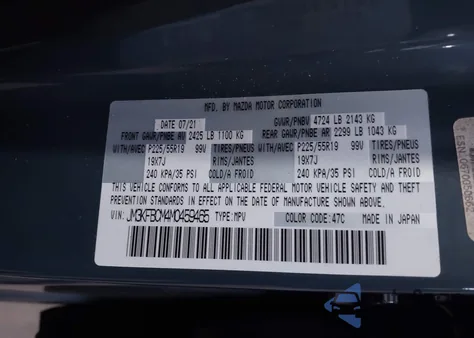 MFD. BY MAZDA MOTOR CORPORATION
DATE 07/21 GVWR/PNBV 4724 LB 2143 KG
FRONT GAWR/PNBE AV 2425 LB 1100 KG REAR GAWR/PNBE AR 2299 LB 1043 KG
WITH/AVEC P225/55R19 99V TIRES/PNEUS WITH/AVEC P225/55R19 99V TIRES/PNEUS
19X7J RIMS/JANTES 19X7J RIMS/JANTES
240 KPA/35 PSI COLD/A FROID 240 KPA/35 PSI COLD/A FROID
THIS VEHICLE CONFORMS TO ALL APPLICABLE FEDERAL MOTOR VEHICLE SAFETY, BUMPER, AND THEFT
PREVENTION STANDARDS IN EFFECT ON THE DATE OF MANUFACTURE SHOWN ABOVE.
VIN: JM3KFBCM4M0459465 TYPE:MPV COLOR CODE:47C MADE IN JAPAN